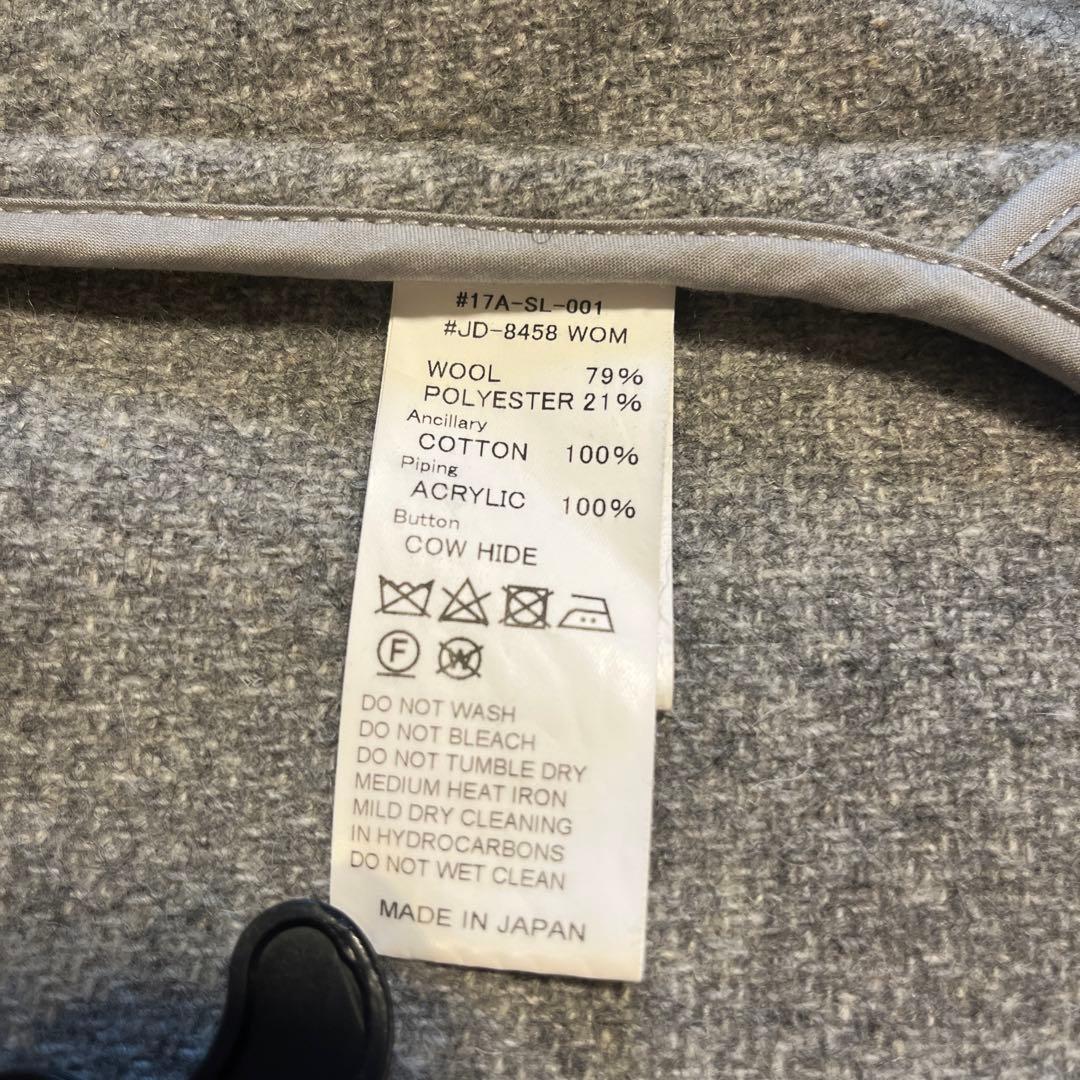 #17A-SL-001
#JD-8458 WOM
WOOL 79%
POLYESTER 21%
Ancillary
COTTON 100%
Piping
ACRYLIC 100%
Button
COW HIDE
F W
DO NOT WASH
DO NOT BLEACH
DO NOT TUMBLE DRY
MEDIUM HEAT IRON
MILD DRY CLEANING
IN HYDROCARBONS
DO NOT WET CLEAN
MADE IN JAPAN